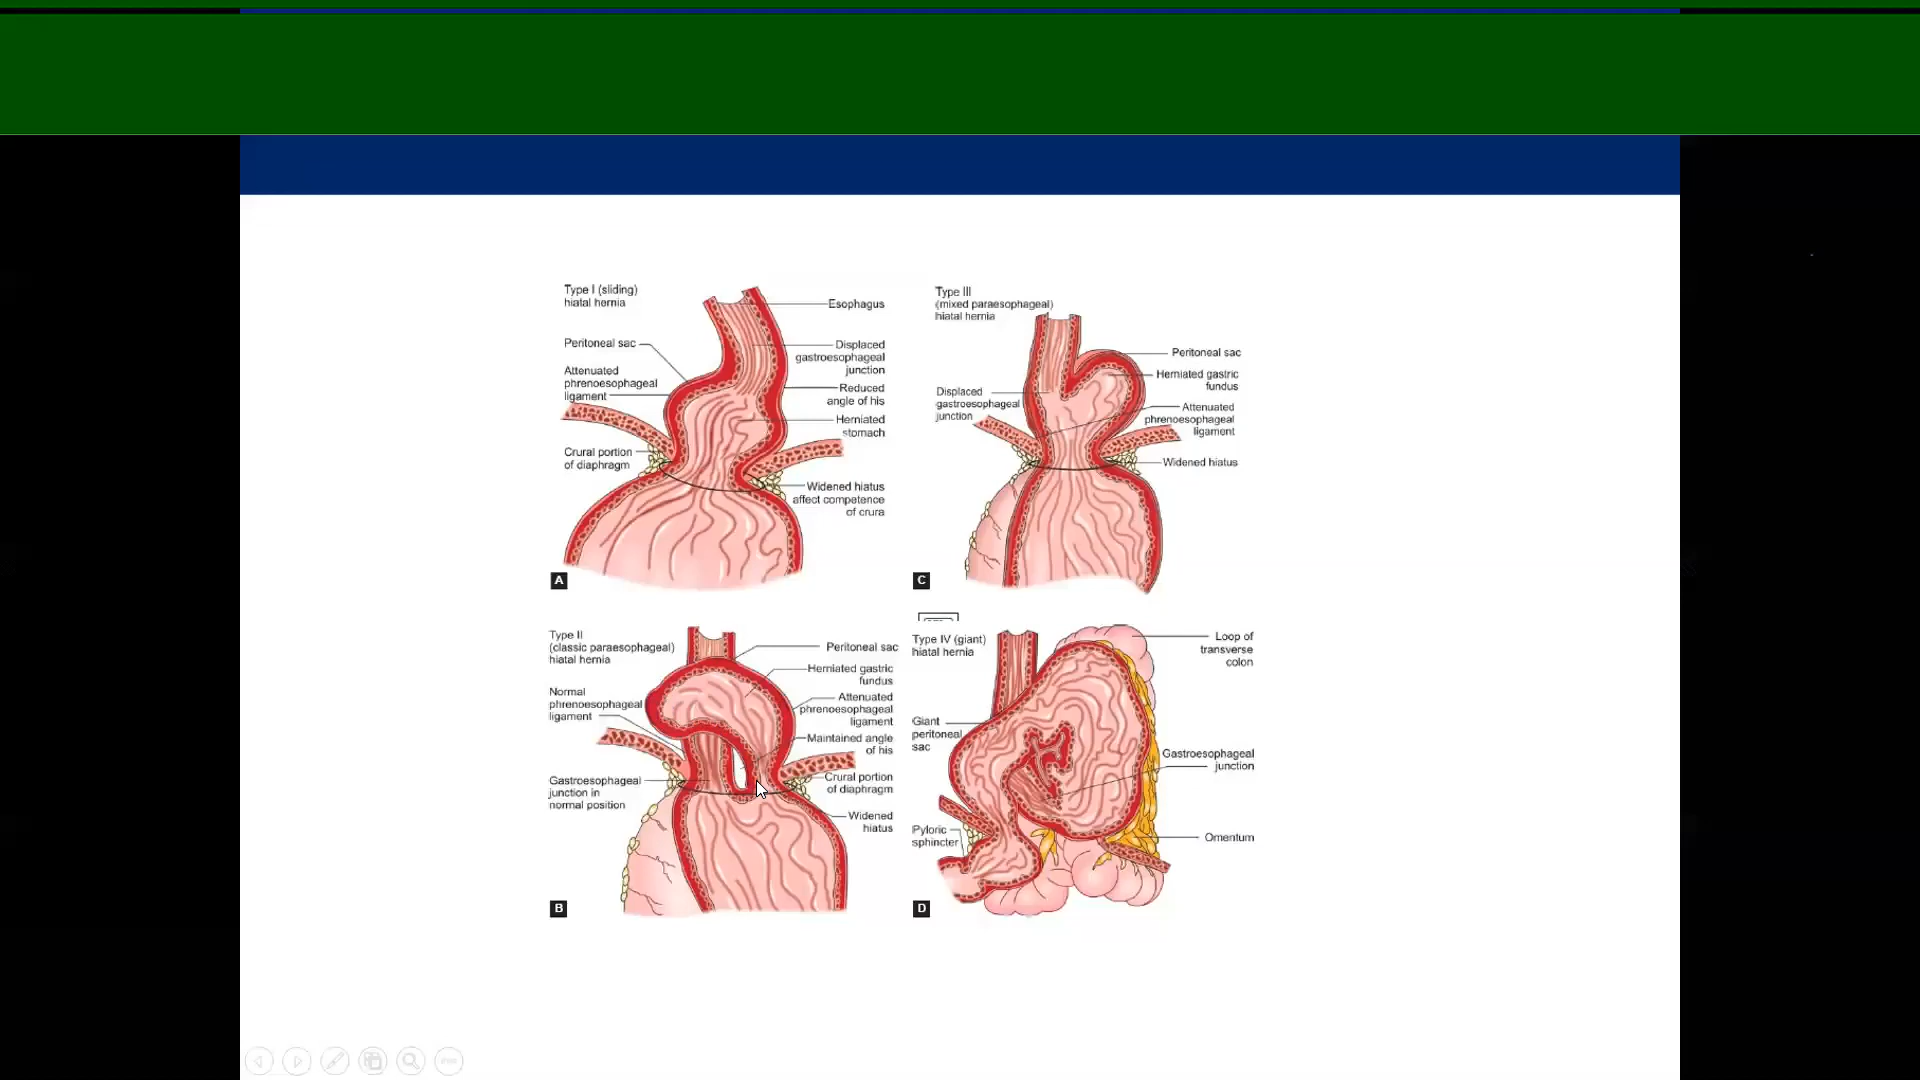 Type I (sliding)
hiatal hernia
Esophagus
Peritoneal sac
Displaced
gastroesophageal
junction
Attenuated
phrenoesophageal
ligament
Reduced
angle of his
Herniated
stomach
Crural portion
of diaphragm
Widened hiatus
affect competence
of crura
A
Type III
(mixed paraesophageal)
hiatal hernia
Peritoneal sac
Herniated gastric
fundus
Displaced
gastroesophageal
junction
Attenuated
phrenoesophageal
ligament
Widened hiatus
C
Type II
(classic paraesophageal)
hiatal hernia
Peritoneal sac
Herniated gastric
fundus
Normal
phrenoesophageal
ligament
Attenuated
phrenoesophageal
ligament
Maintained angle
of his
Gastroesophageal
junction in
normal position
Crural portion
of diaphragm
Widened
hiatus
B
Type IV (giant)
hiatal hernia
Loop of
transverse
colon
Giant
peritoneal
sac
Gastroesophageal
junction
Pyloric
sphincter
Omentum
D